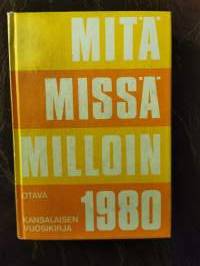 MITÄ
MISSÄ
MILLOIN
OTAVA
1980
KANSALAISEN
VUOSIKIRJA